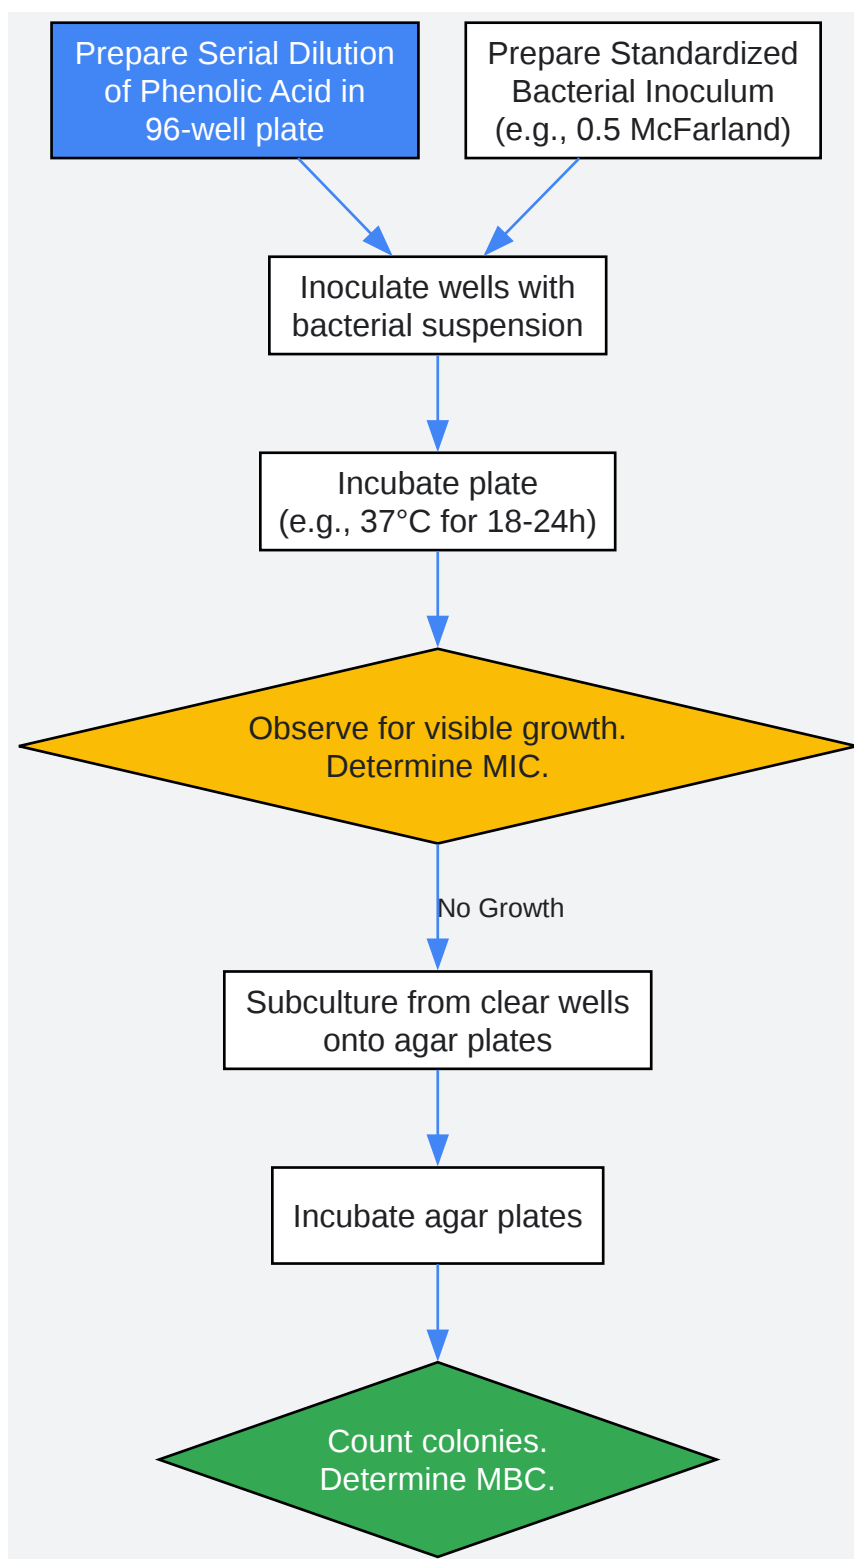 Prepare Serial Dilution
of Phenolic Acid in
96-well plate
Prepare Standardized
Bacterial Inoculum
(e.g., 0.5 McFarland)
Inoculate wells with
bacterial suspension
Incubate plate
(e.g., 37°C for 18-24h)
Observe for visible growth.
Determine MIC.
No Growth
Subculture from clear wells
onto agar plates
Incubate agar plates
Count colonies.
Determine MBC.